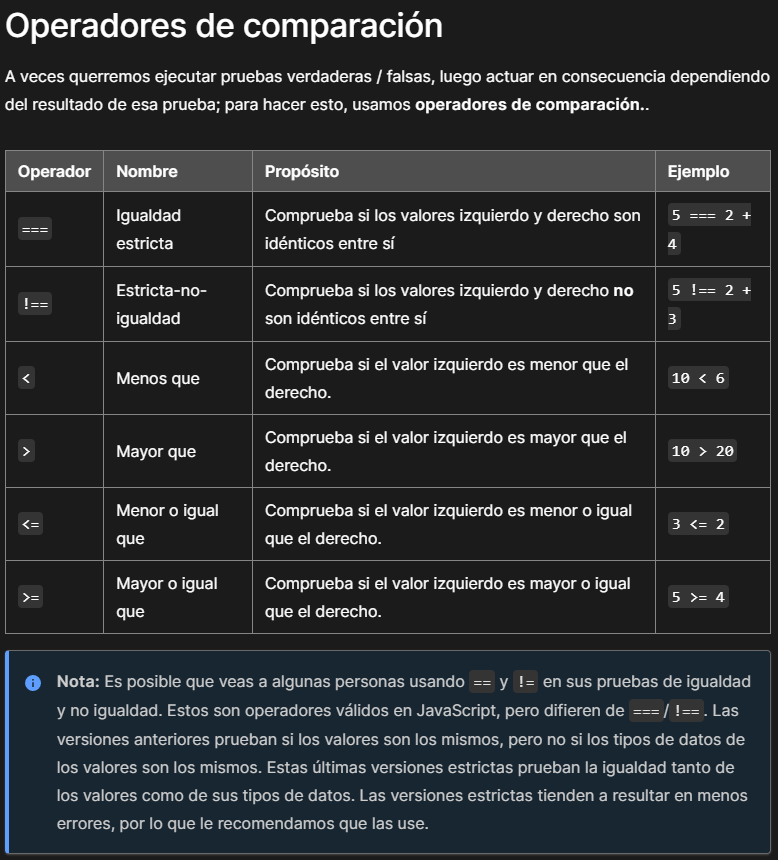 Operadores de comparación
A veces querremos ejecutar pruebas verdaderas / falsas, luego actuar en consecuencia dependiendo
del resultado de esa prueba; para hacer esto, usamos operadores de comparación..
Operador Nombre Propósito Ejemplo
=== Igualdad estricta Comprueba si los valores izquierdo y derecho son idénticos entre sí 5 === 2 + 4
!== Estricta-no-igualdad Comprueba si los valores izquierdo y derecho no son idénticos entre sí 5 !== 2 + 3
< Menos que Comprueba si el valor izquierdo es menor que el derecho. 10 < 6
> Mayor que Comprueba si el valor izquierdo es mayor que el derecho. 10 > 20
<= Menor o igual que Comprueba si el valor izquierdo es menor o igual que el derecho. 3 <= 2
>= Mayor o igual que Comprueba si el valor izquierdo es mayor o igual que el derecho. 5 >= 4
Nota: Es posible que veas a algunas personas usando == y != en sus pruebas de igualdad
y no igualdad. Estos son operadores válidos en JavaScript, pero difieren de ===/!==. Las
versiones anteriores prueban si los valores son los mismos, pero no si los tipos de datos de
los valores son los mismos. Estas últimas versiones estrictas prueban la igualdad tanto de
los valores como de sus tipos de datos. Las versiones estrictas tienden a resultar en menos
errores, por lo que le recomendamos que las use.